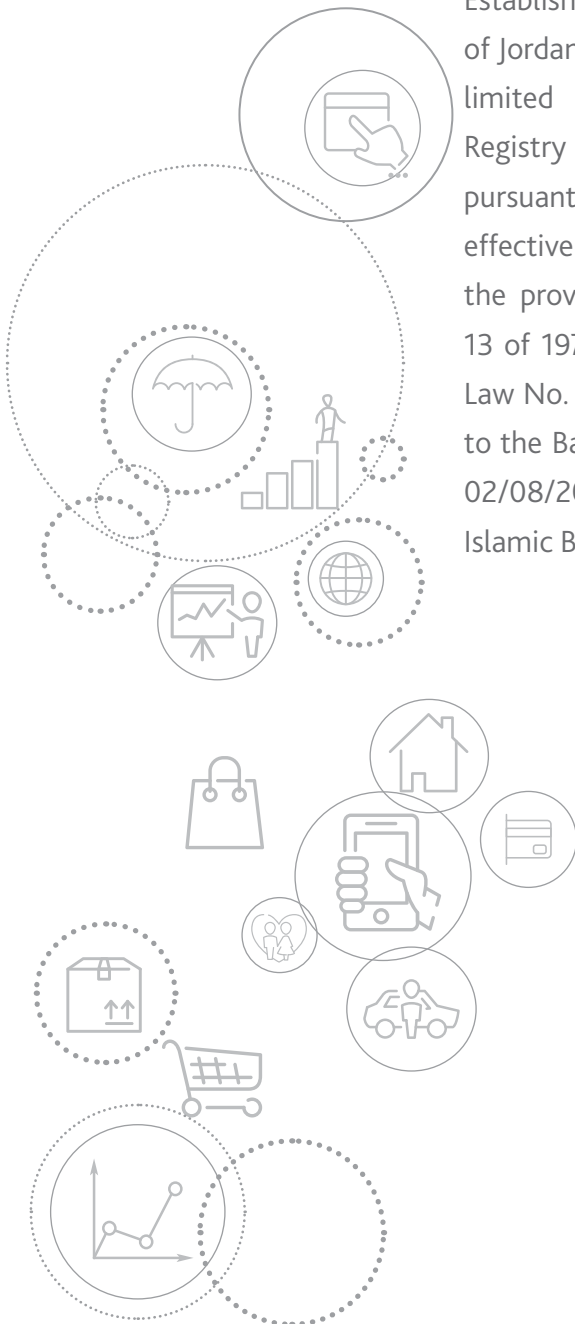 of Jordan
limited
Registry
pursuant
effective
the prov
13 of 197
Law No.
to the Ba
02/08/20
Islamic B